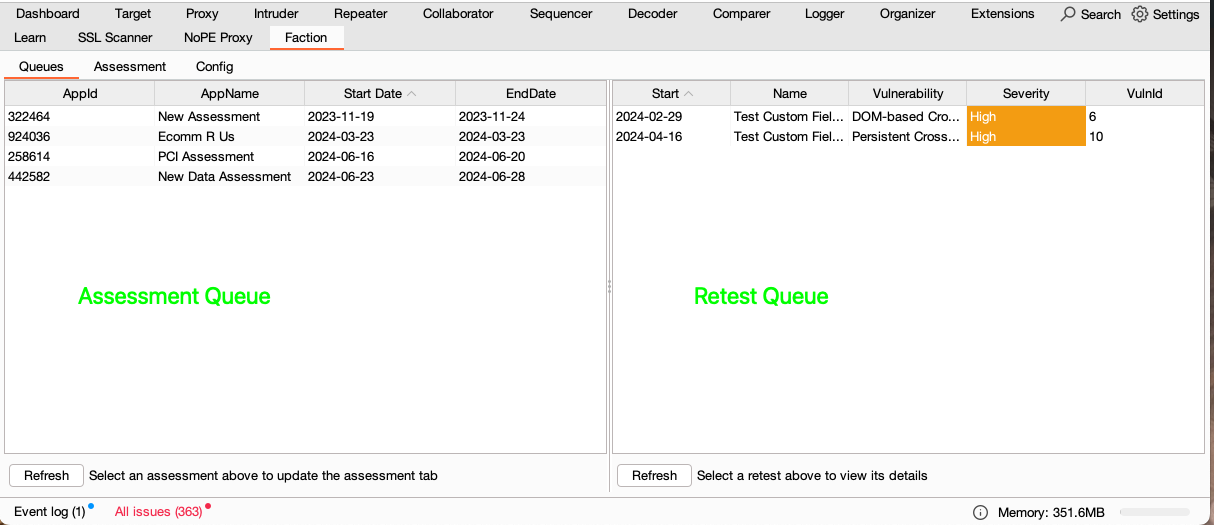 Dashboard Target Proxy Intruder Repeater Collaborator Sequencer Decoder Comparer Logger Organizer Extensions Search Settings
Learn SSL Scanner NoPE Proxy Faction
Queues Assessment Config
AppId AppName Start Date EndDate
322464 New Assessment 2023-11-19 2023-11-24
924036 Ecomm R Us 2024-03-23 2024-03-23
258614 PCI Assessment 2024-06-16 2024-06-20
442582 New Data Assessment 2024-06-23 2024-06-28
Assessment Queue
Refresh Select an assessment above to update the assessment tab
Start Name Vulnerability Severity VulnId
2024-02-29 Test Custom Fiel... DOM-based Cro... High 6
2024-04-16 Test Custom Fiel... Persistent Cross... High 10
Retest Queue
Refresh Select a retest above to view its details
Event log (1) All issues (363) Memory: 351.6MB